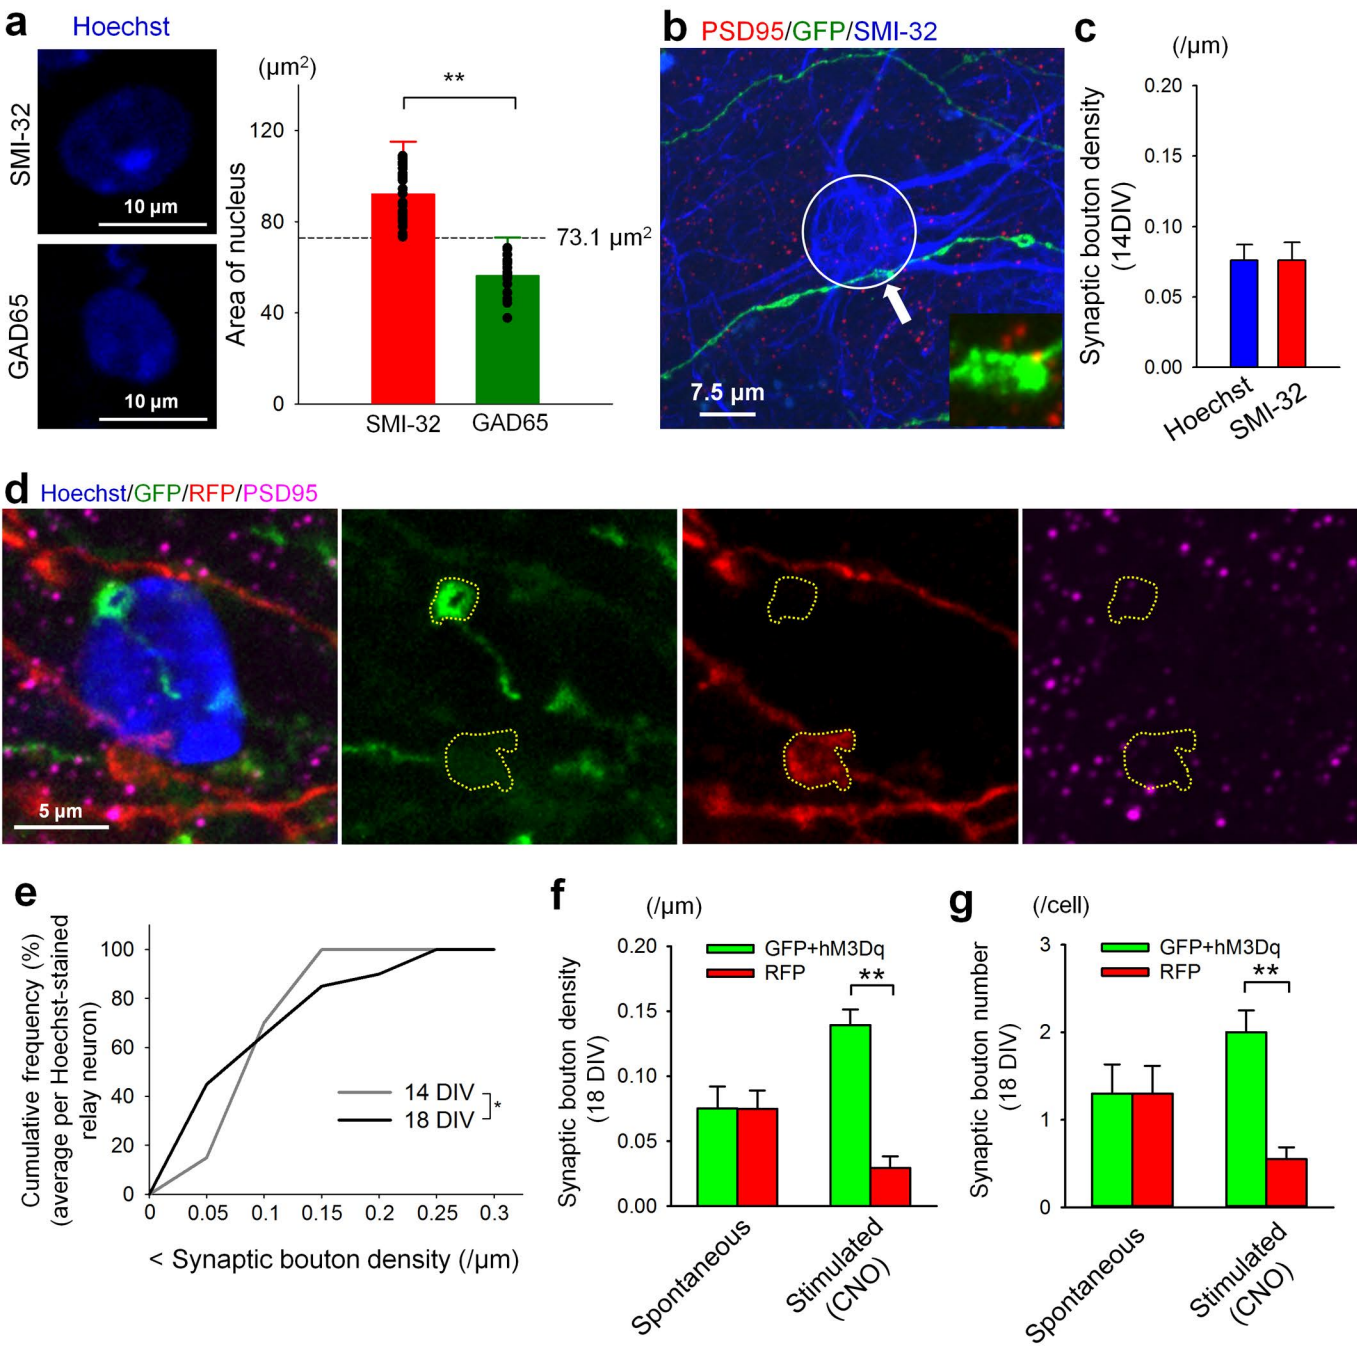 a
Hoechst
SMI-32
10 µm
GAD65
10 µm
(µm²)
**
Area of nucleus
120
80
40
0
73.1 µm²
SMI-32
GAD65
b
PSD95/GFP/SMI-32
7.5 µm
c
(/µm)
Synaptic bouton density
(14DIV)
0.20
0.15
0.10
0.05
0.00
Hoechst
SMI-32
d
Hoechst/GFP/RFP/PSD95
5 µm
e
Cumulative frequency (%)
(average per Hoechst-stained
relay neuron)
100
80
60
40
20
0
14 DIV
18 DIV
*
0
0.05
0.1
0.15
0.2
0.25
0.3
< Synaptic bouton density (/µm)
f
(/µm)
Synaptic bouton density
(18 DIV)
0.20
0.15
0.10
0.05
0.00
GFP+hM3Dq
RFP
**
Spontaneous
Stimulated
(CNO)
g
(/cell)
Synaptic bouton number
(18 DIV)
3
2
1
0
GFP+hM3Dq
RFP
**
Spontaneous
Stimulated
(CNO)